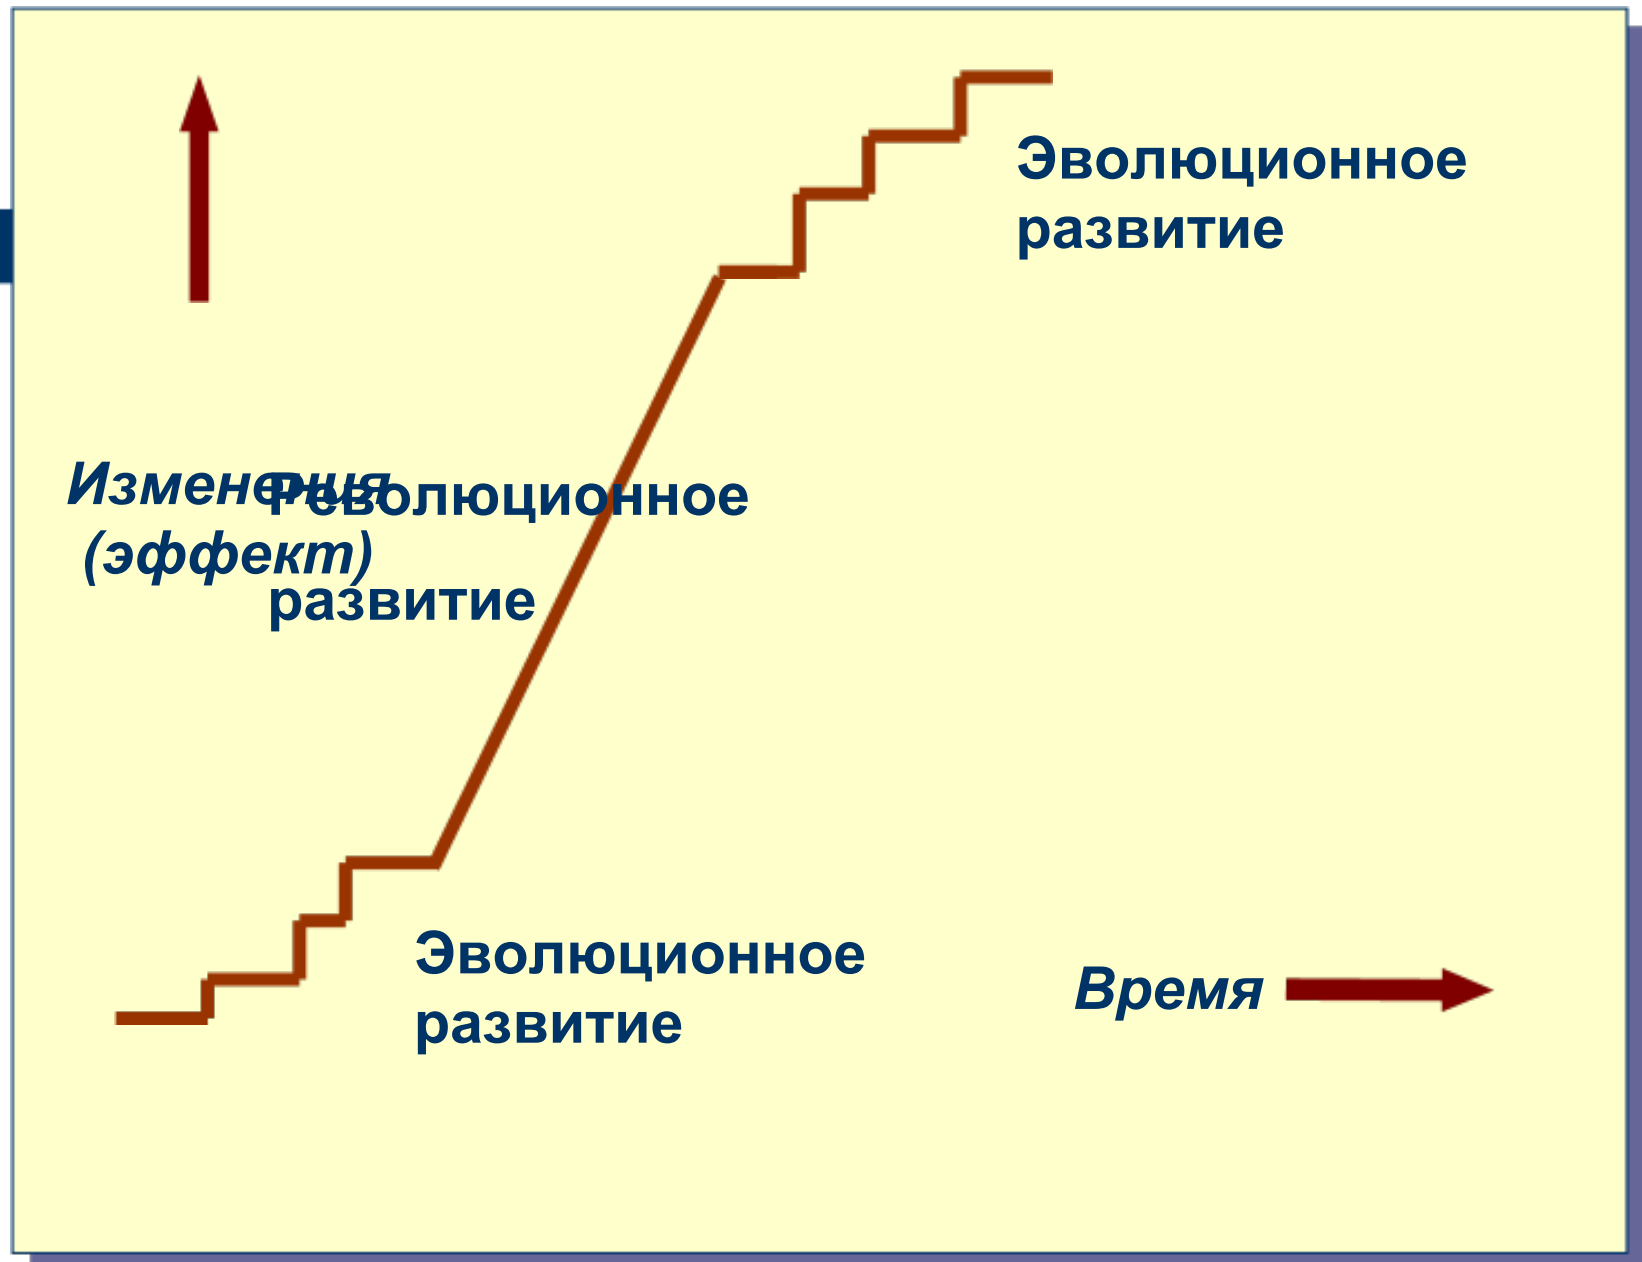 Эволюционное
развитие
Изменения
(эффект)
Революционное
развитие
Эволюционное
развитие
Время